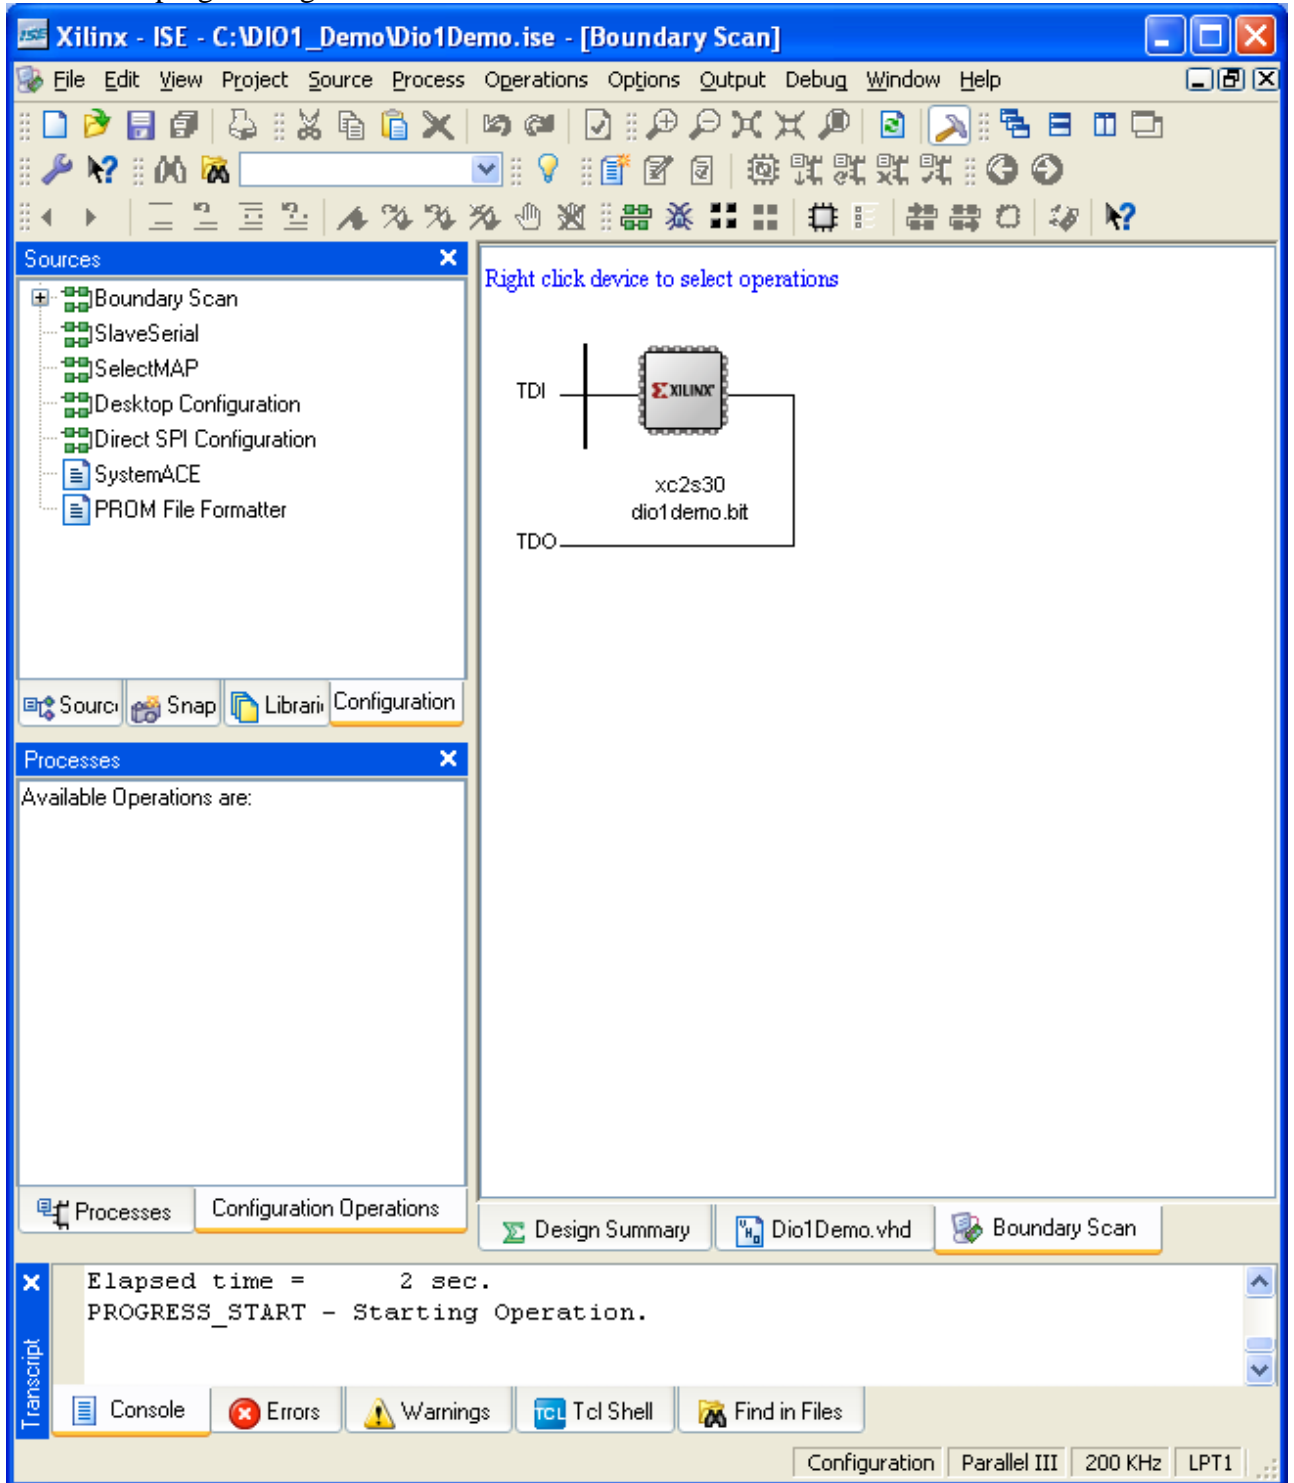 Xilinx - ISE - C:\DIO1_Demo\Dio1Demo.ise - [Boundary Scan]
File Edit View Project Source Process Operations Options Output Debug Window Help
Sources
Boundary Scan
SlaveSerial
SelectMAP
Desktop Configuration
Direct SPI Configuration
SystemACE
PROM File Formatter
Sourc Snap Librari Configuration
Processes
Available Operations are:
Processes Configuration Operations
Right click device to select operations
TDI
XILINX
xc2s30
dio1demo.bit
TDO
Design Summary Dio1Demo.vhd Boundary Scan
Transcript
Elapsed time = 2 sec.
PROGRESS_START - Starting Operation.
Console Errors Warnings TCL Tcl Shell Find in Files
Configuration Parallel III 200 KHz LPT1